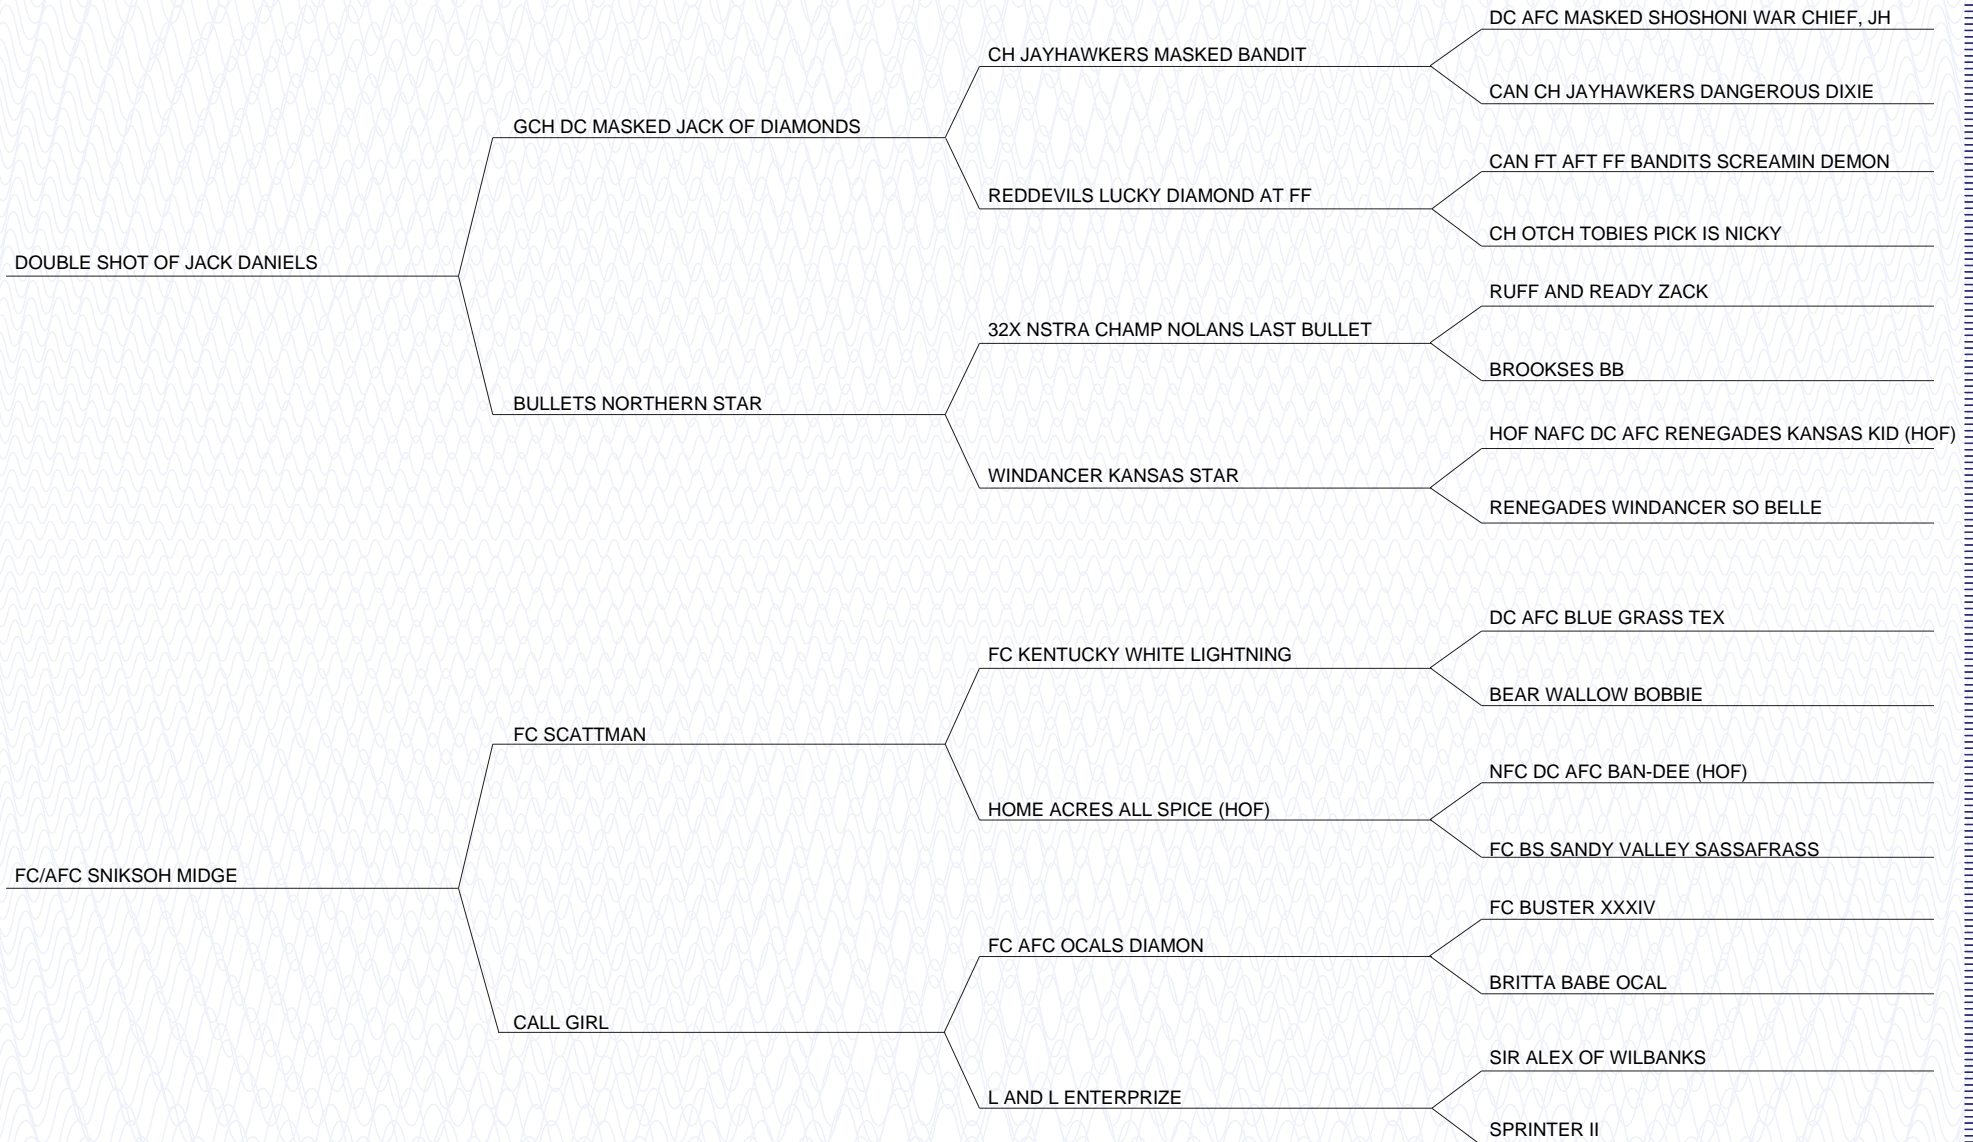 DC AFC MASKED SHOSHONI WAR CHIEF, JH
CH JAYHAWKERS MASKED BANDIT
CAN CH JAYHAWKERS DANGEROUS DIXIE
GCH DC MASKED JACK OF DIAMONDS
CAN FT AFT FF BANDITS SCREAMIN DEMON
REDDEVILS LUCKY DIAMOND AT FF
CH OTCH TOBIES PICK IS NICKY
DOUBLE SHOT OF JACK DANIELS
RUFF AND READY ZACK
32X NSTRA CHAMP NOLANS LAST BULLET
BROOKSES BB
BULLETS NORTHERN STAR
HOF NAFC DC AFC RENEGADES KANSAS KID (HOF)
WINDANCER KANSAS STAR
RENEGADES WINDANCER SO BELLE
DC AFC BLUE GRASS TEX
FC KENTUCKY WHITE LIGHTNING
BEAR WALLOW BOBBIE
FC SCATTMAN
NFC DC AFC BAN-DEE (HOF)
HOME ACRES ALL SPICE (HOF)
FC BS SANDY VALLEY SASSAFRASS
FC/AFC SNIKSOH MIDGE
FC BUSTER XXXIV
FC AFC OCALS DIAMON
BRITTA BABE OCAL
CALL GIRL
SIR ALEX OF WILBANKS
L AND L ENTERPRIZE
SPRINTER II